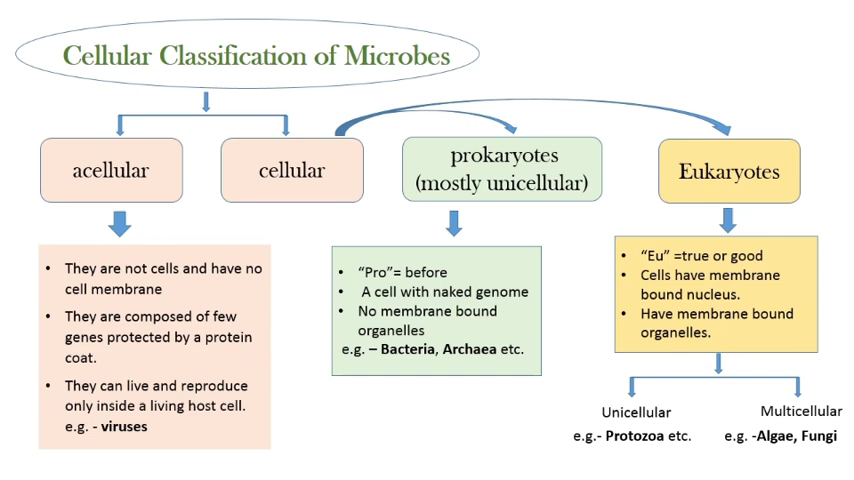 Cellular Classification of Microbes
acellular
cellular
prokaryotes
(mostly unicellular)
Eukaryotes
• They are not cells and have no
cell membrane
• They are composed of few
genes protected by a protein
coat.
• They can live and reproduce
only inside a living host cell.
e.g. - viruses
• “Pro”= before
• A cell with naked genome
• No membrane bound
organelles
e.g. – Bacteria, Archaea etc.
• “Eu” =true or good
• Cells have membrane
bound nucleus.
• Have membrane bound
organelles.
Unicellular
e.g.- Protozoa etc.
Multicellular
e.g. -Algae, Fungi